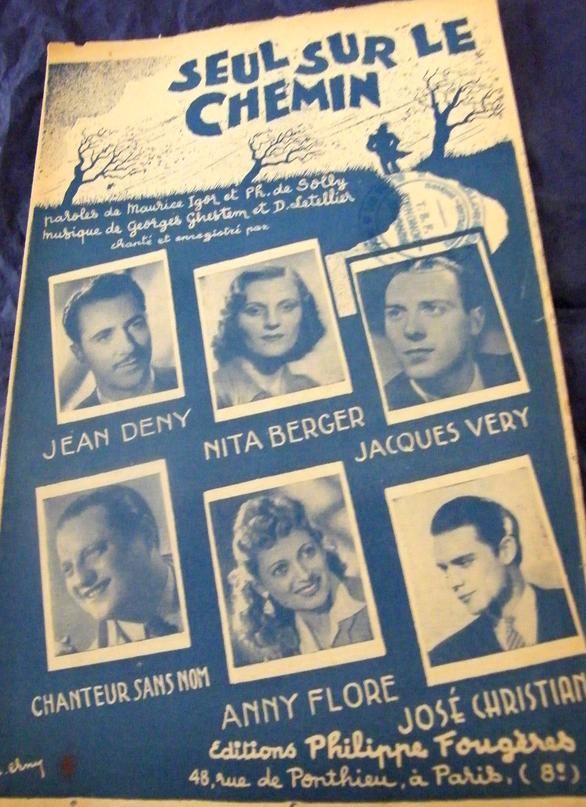 SEUL SUR LE
CHEMIN
paroles de Maurice Igor et Ph. de Solly
musique de Georges Ghestem et D. Letellier
chanté et enregistré par
JEAN DENY
NITA BERGER
JACQUES VERY
CHANTEUR SANS NOM
ANNY FLORE
JOSÉ CHRISTIAN
Editions Philippe Fougères
48, rue de Ponthieu, à Paris, (8e)